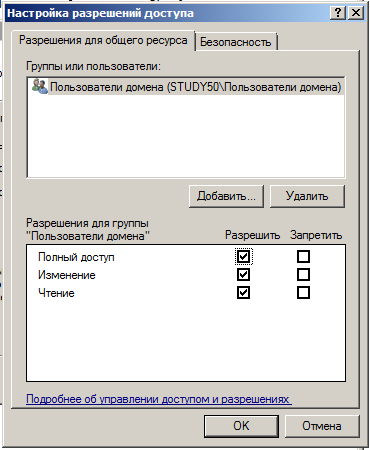 Настройка разрешений доступа
Разрешения для общего ресурса
Безопасность
Группы или пользователи:
Пользователи домена (STUDY50\Пользователи домена)
Добавить...
Удалить
Разрешения для группы
"Пользователи домена"
Разрешить
Запретить
Полный доступ
Изменение
Чтение
Подробнее об управлении доступом и разрешениях
OK
Отмена